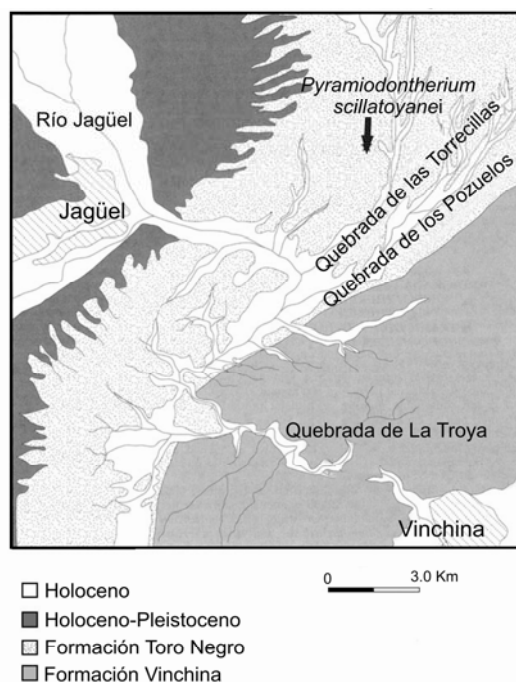 Pyramiodontherium
scillatoyanei
Río Jagüel
Jagüel
Quebrada de las Torrecillas
Quebrada de los Pozuelos
Quebrada de La Troya
Vinchina
0 3.0 Km
Holoceno
Holoceno-Pleistoceno
Formación Toro Negro
Formación Vinchina